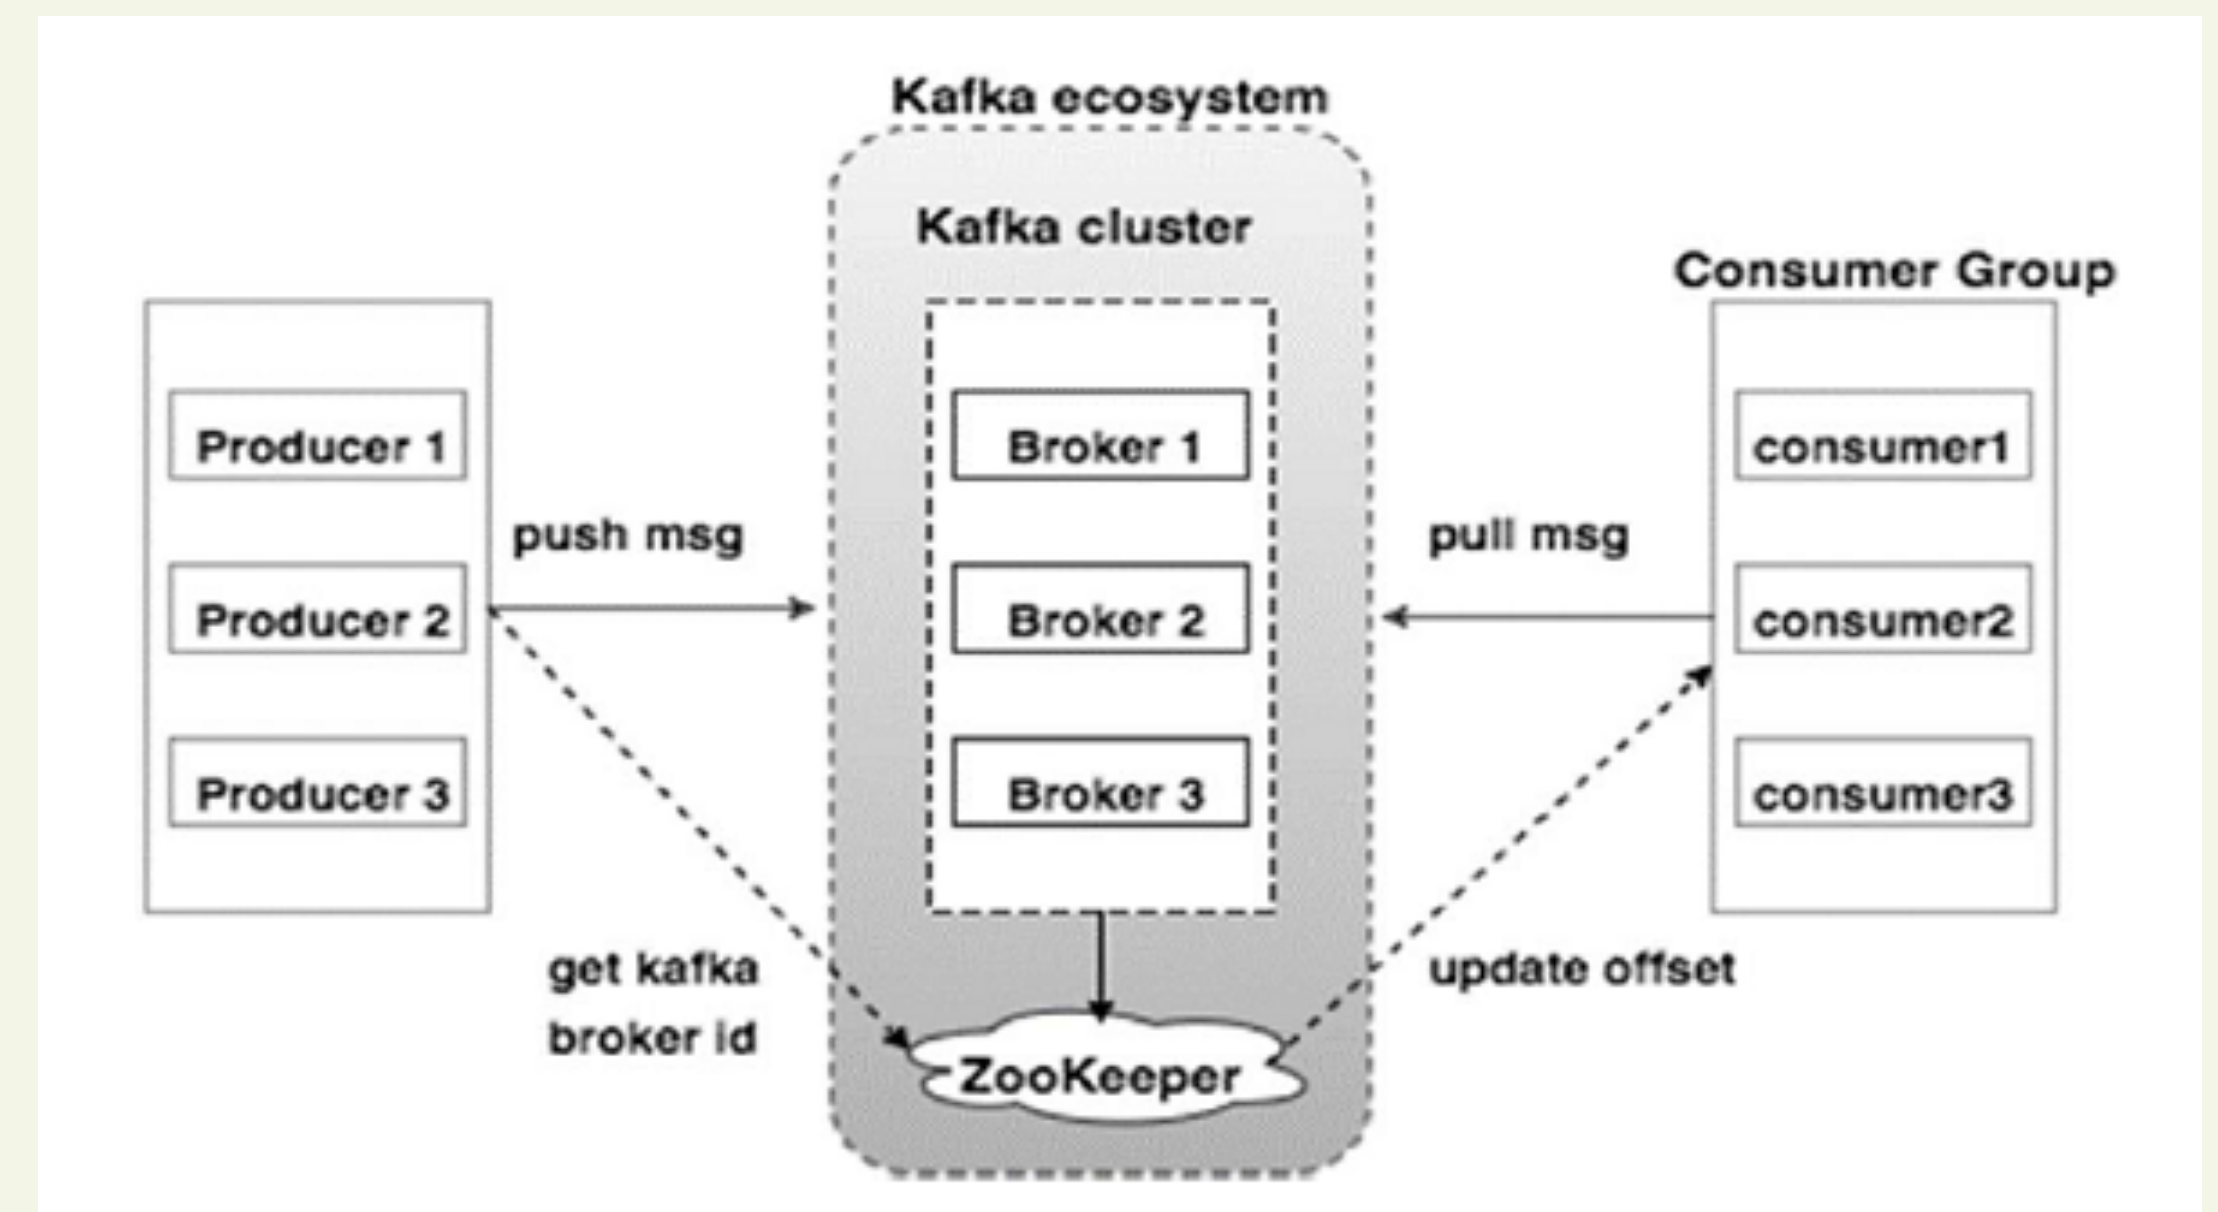 Kafka ecosystem
Kafka cluster
Consumer Group
Producer 1
Broker 1
consumer1
push msg
pull msg
Producer 2
Broker 2
consumer2
Producer 3
Broker 3
consumer3
get kafka
broker id
update offset
ZooKeeper